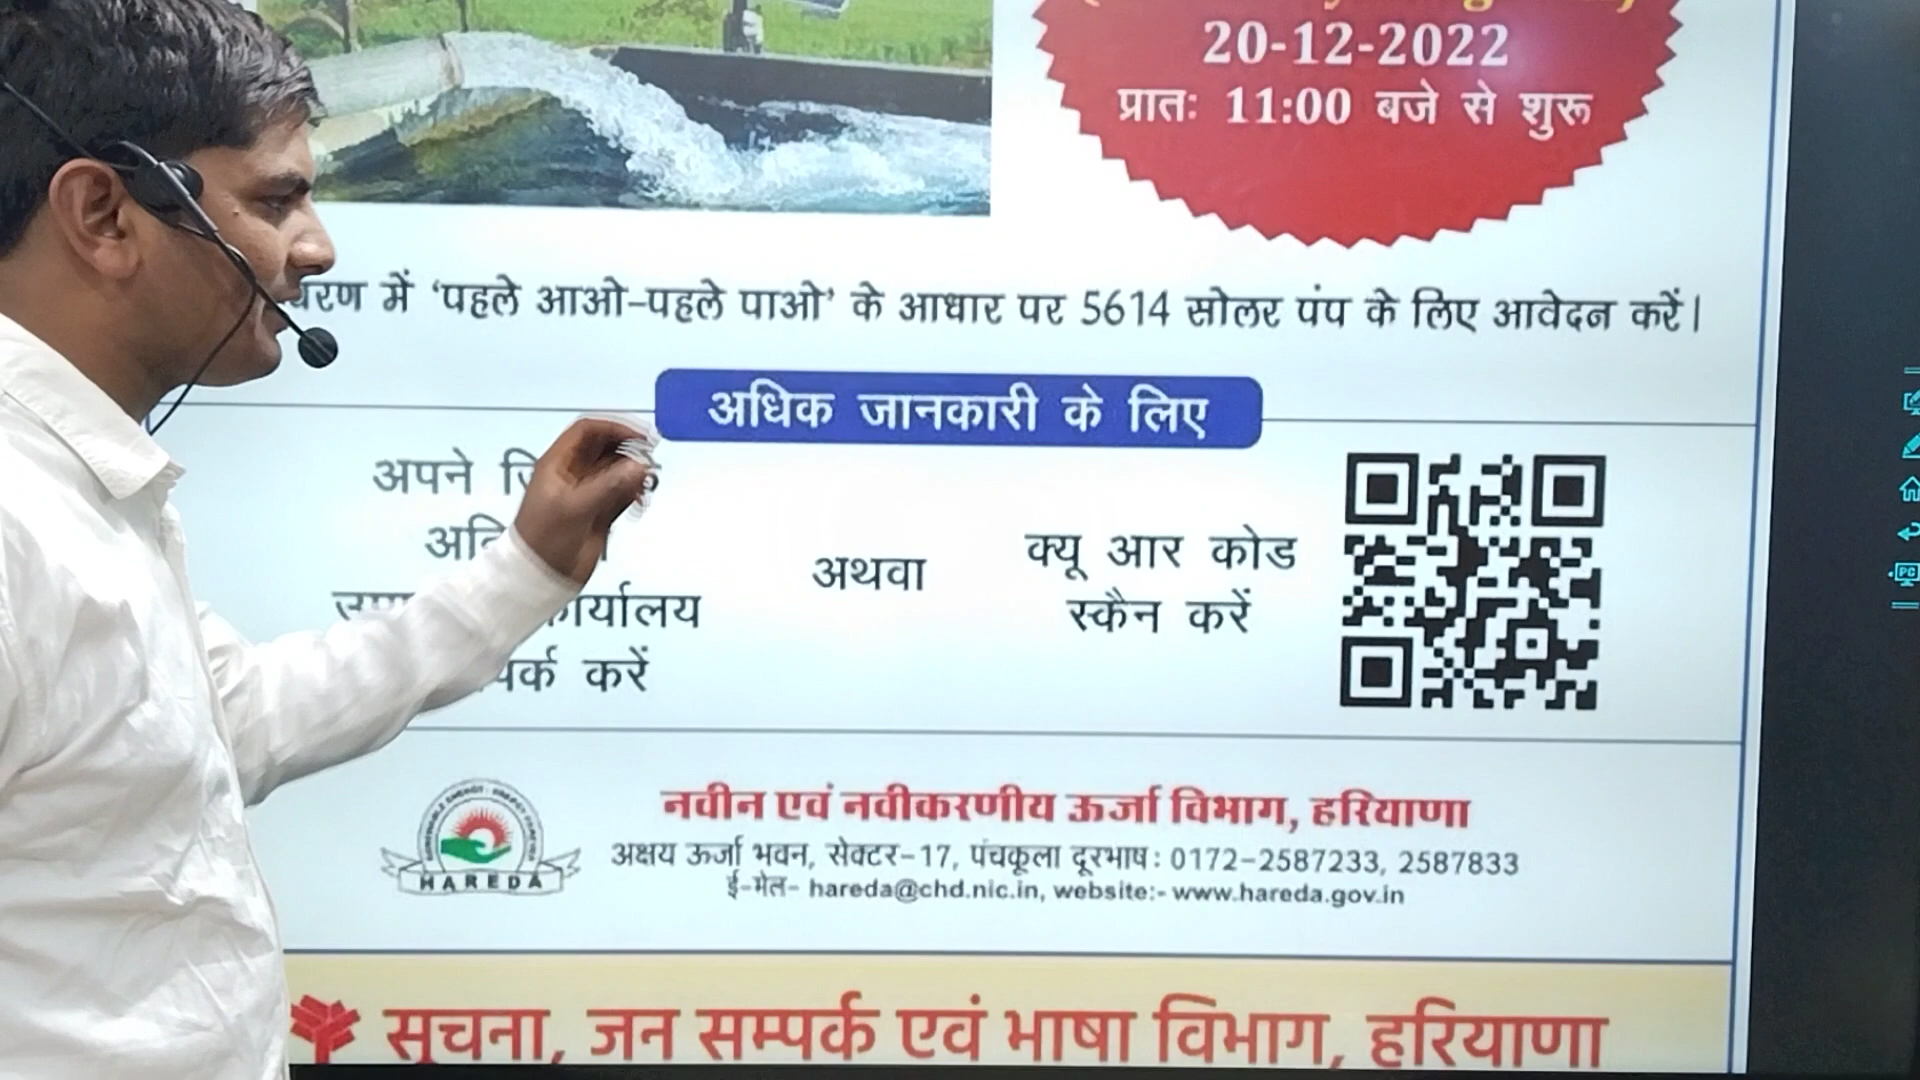 20-12-2022
प्रातः 11:00 बजे से शुरू
में ‘पहले आओ-पहले पाओ’ के आधार पर 5614 सोलर पंप के लिए आवेदन करें।
अधिक जानकारी के लिए
अपने
कार्यालय
करें
अथवा
क्यू आर कोड
स्कैन करें
HAREDA
नवीन एवं नवीकरणीय ऊर्जा विभाग, हरियाणा
अक्षय ऊर्जा भवन, सेक्टर-17, पंचकूला दूरभाष: 0172-2587233, 2587833
ई-मेल- hareda@chd.nic.in, website:- www.hareda.gov.in
सूचना, जन सम्पर्क एवं भाषा विभाग, हरियाणा
PC